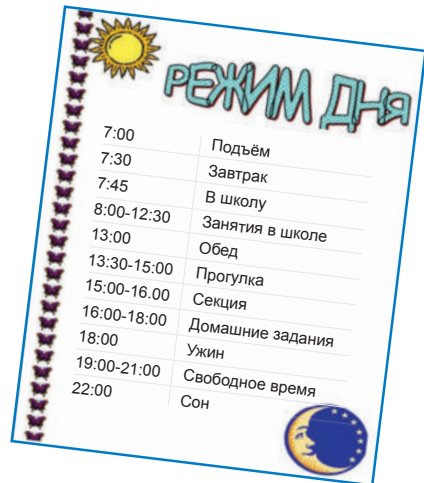 РЕЖИМ ДНЯ
7:00 Подъём
7:30 Завтрак
7:45 В школу
8:00-12:30 Занятия в школе
13:00 Обед
13:30-15:00 Прогулка
15:00-16.00 Секция
16:00-18:00 Домашние задания
18:00 Ужин
19:00-21:00 Свободное время
22:00 Сон